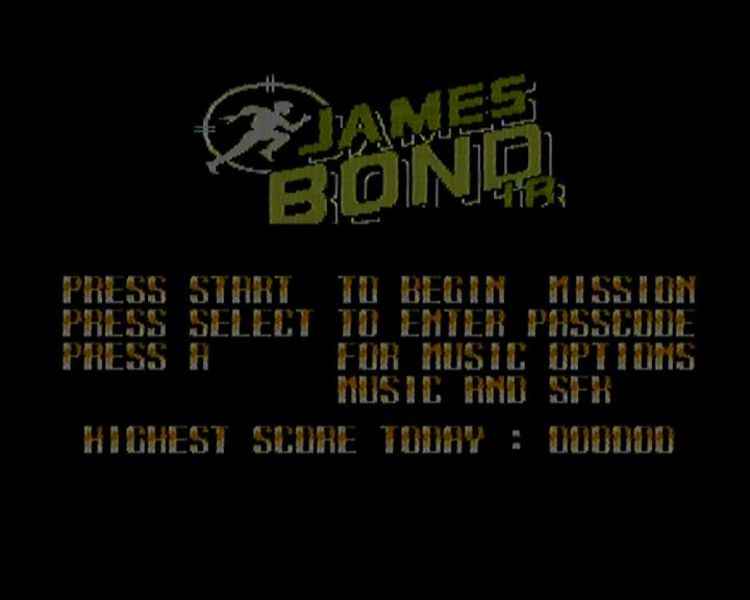 JAMES
BOND
JR
PRESS START TO BEGIN MISSION
PRESS SELECT TO ENTER PASSCODE
PRESS A FOR MUSIC OPTIONS
MUSIC AND SFX
HIGHEST SCORE TODAY : 000000